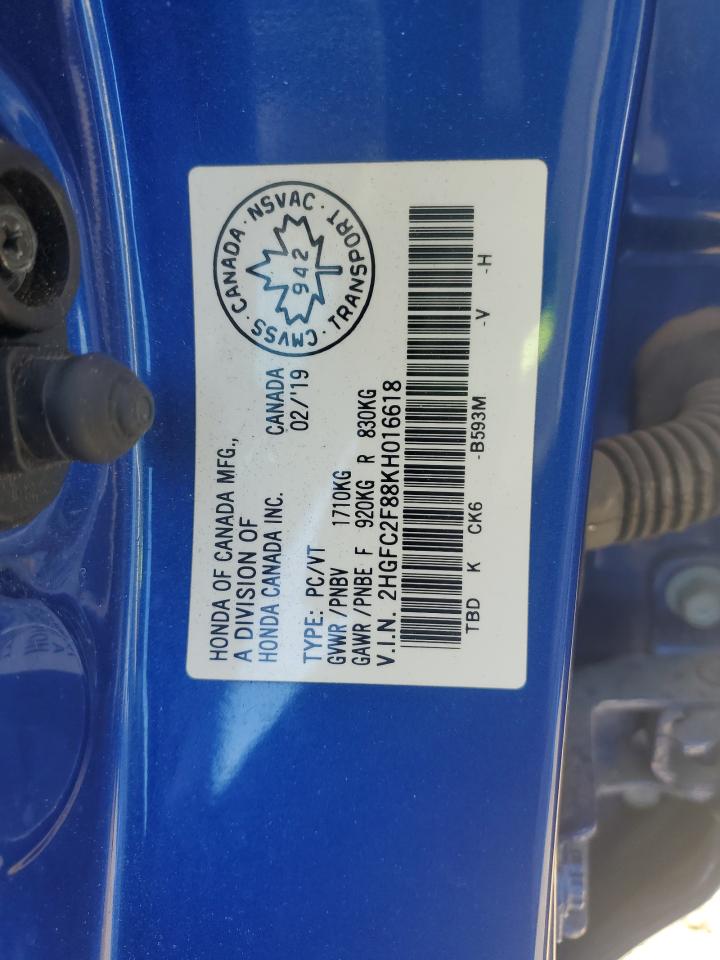 HONDA OF CANADA MFG.,
A DIVISION OF
HONDA CANADA INC.
CANADA
02/'19
TYPE: PC/VT
GVWR /PNBV 1710KG
GAWR /PNBE F 920KG R 830KG
V.I.N. 2HGFC2F88KH016618
TBD K CK6 -B593M -V -H
CANADA · NSVAC · TRANSPORT · CMVSS ·
942